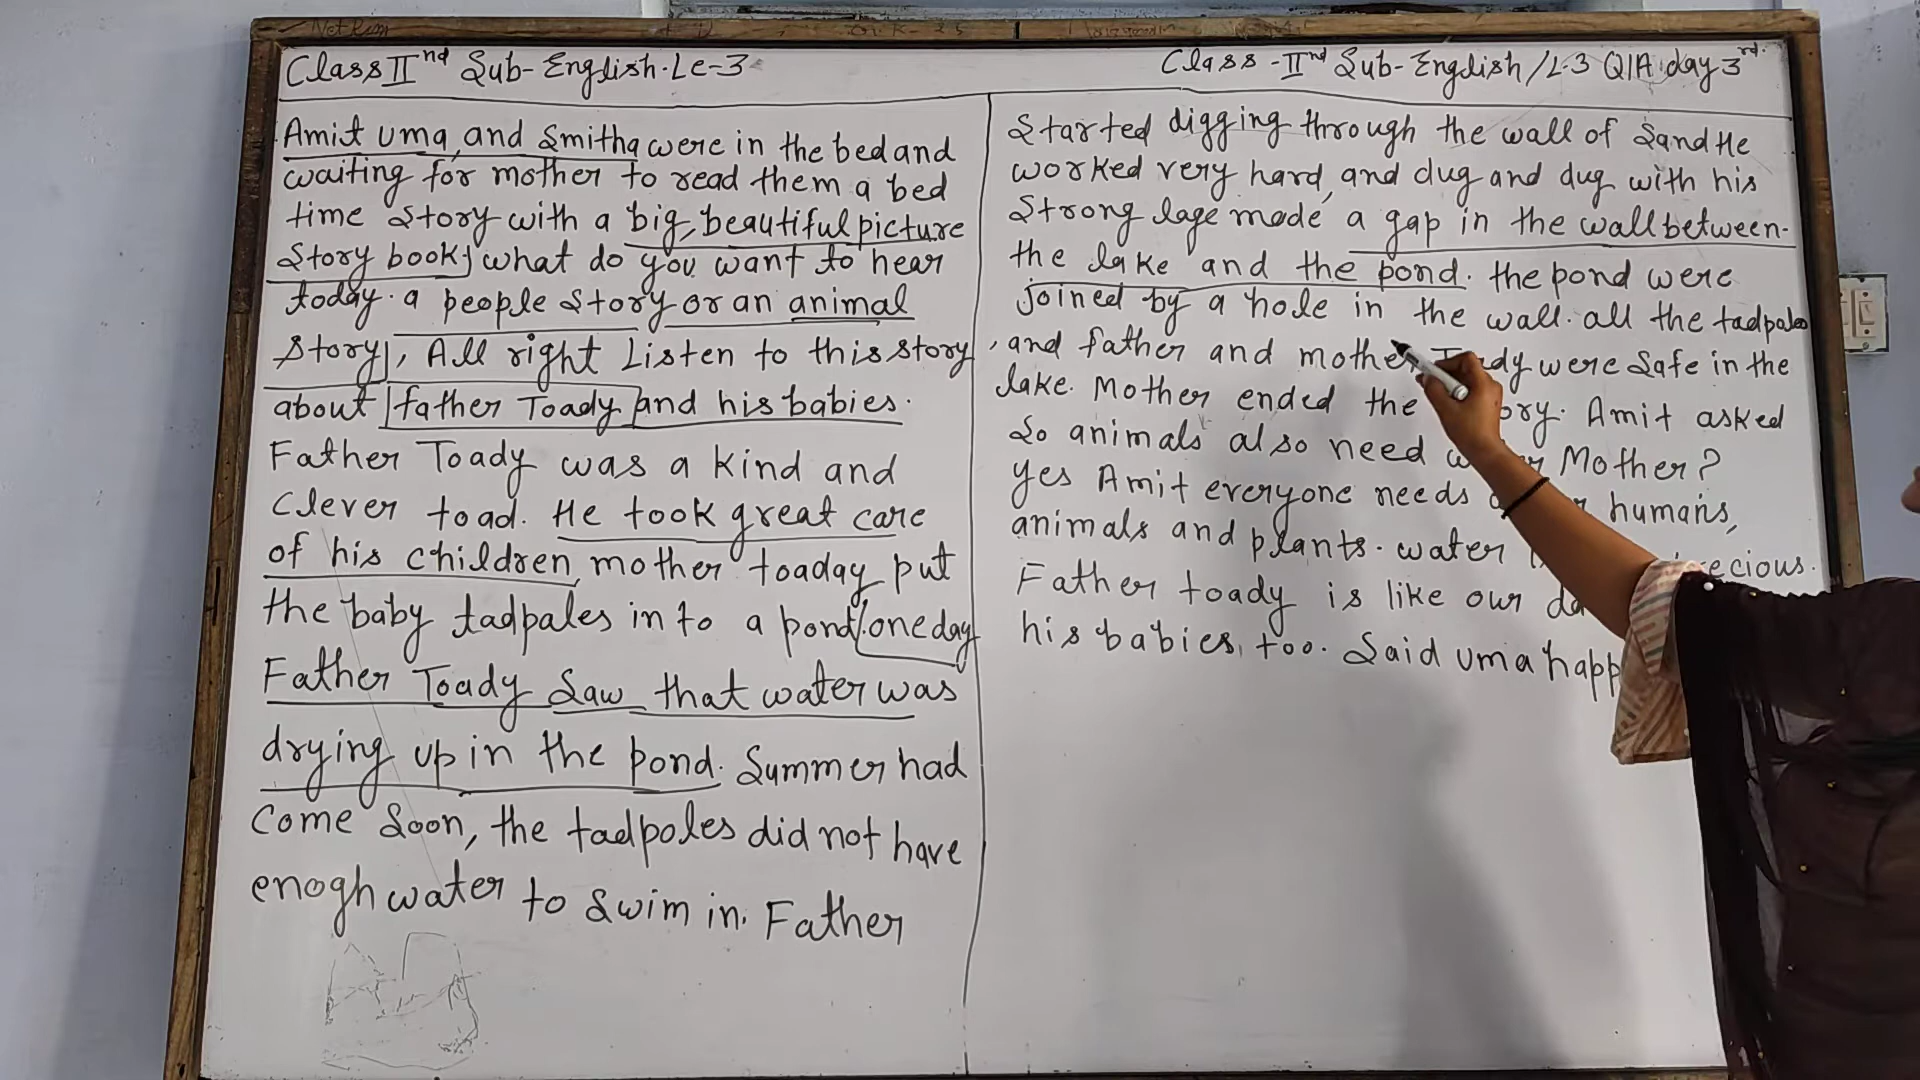 Class IInd Sub-English.Le-3
Amit uma, and Smitha were in the bed and
waiting for mother to read them a bed
time story with a big, beautiful picture
Story book, what do you want to hear
today. a people story or an animal
Story, All right Listen to this story
about father Toady and his babies.
Father Toady was a kind and
Clever toad. He took great care
of his children, mother toaday put
the baby tadpoles in to a pond. one day
Father Toady Saw that water was
drying up in the pond. Summer had
Come Soon, the tadpoles did not have
enogh water to Swim in. Father
Class -IInd Sub-English/L-3 Q/A day 3rd.
Started digging through the wall of Sand He
worked very hard, and dug and dug with his
Strong lage made a gap in the wall between-
the lake and the pond. the pond were
joined by a hole in the wall. all the tadpoles
, and father and mother were Safe in the
lake. Mother ended the Amit asked
So animals also need Mother?
yes Amit everyone needs humans,
animals and plants. water
Father toady is like our
his babies, too. Said uma